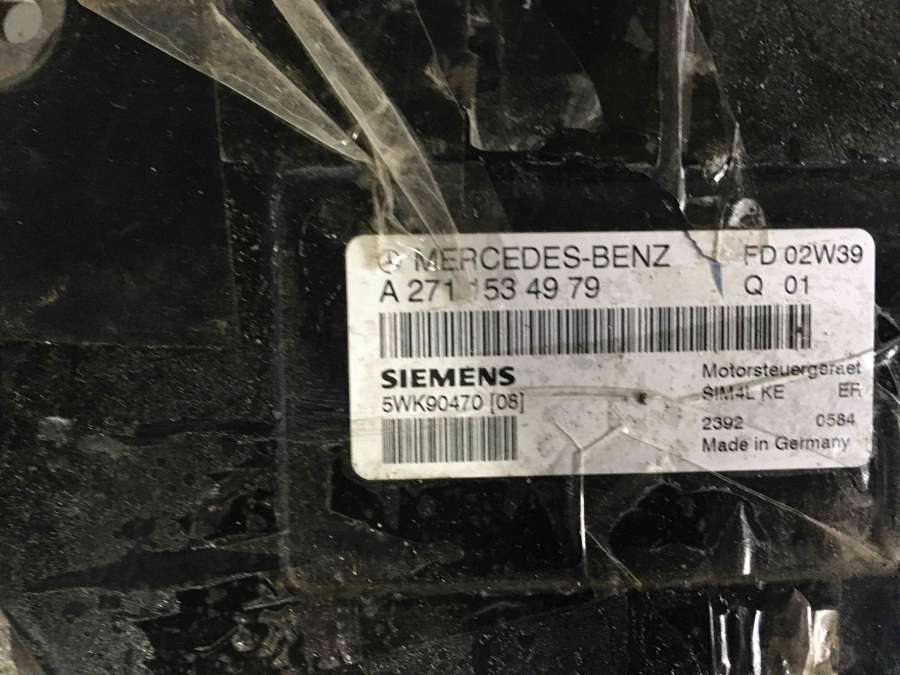 MERCEDES-BENZ FD 02W39
A 271 153 49 79 Q 01
SIEMENS
5WK90470 [08]
Motorsteuergeraet
SIM4L KE ER
2392 0584
Made in Germany